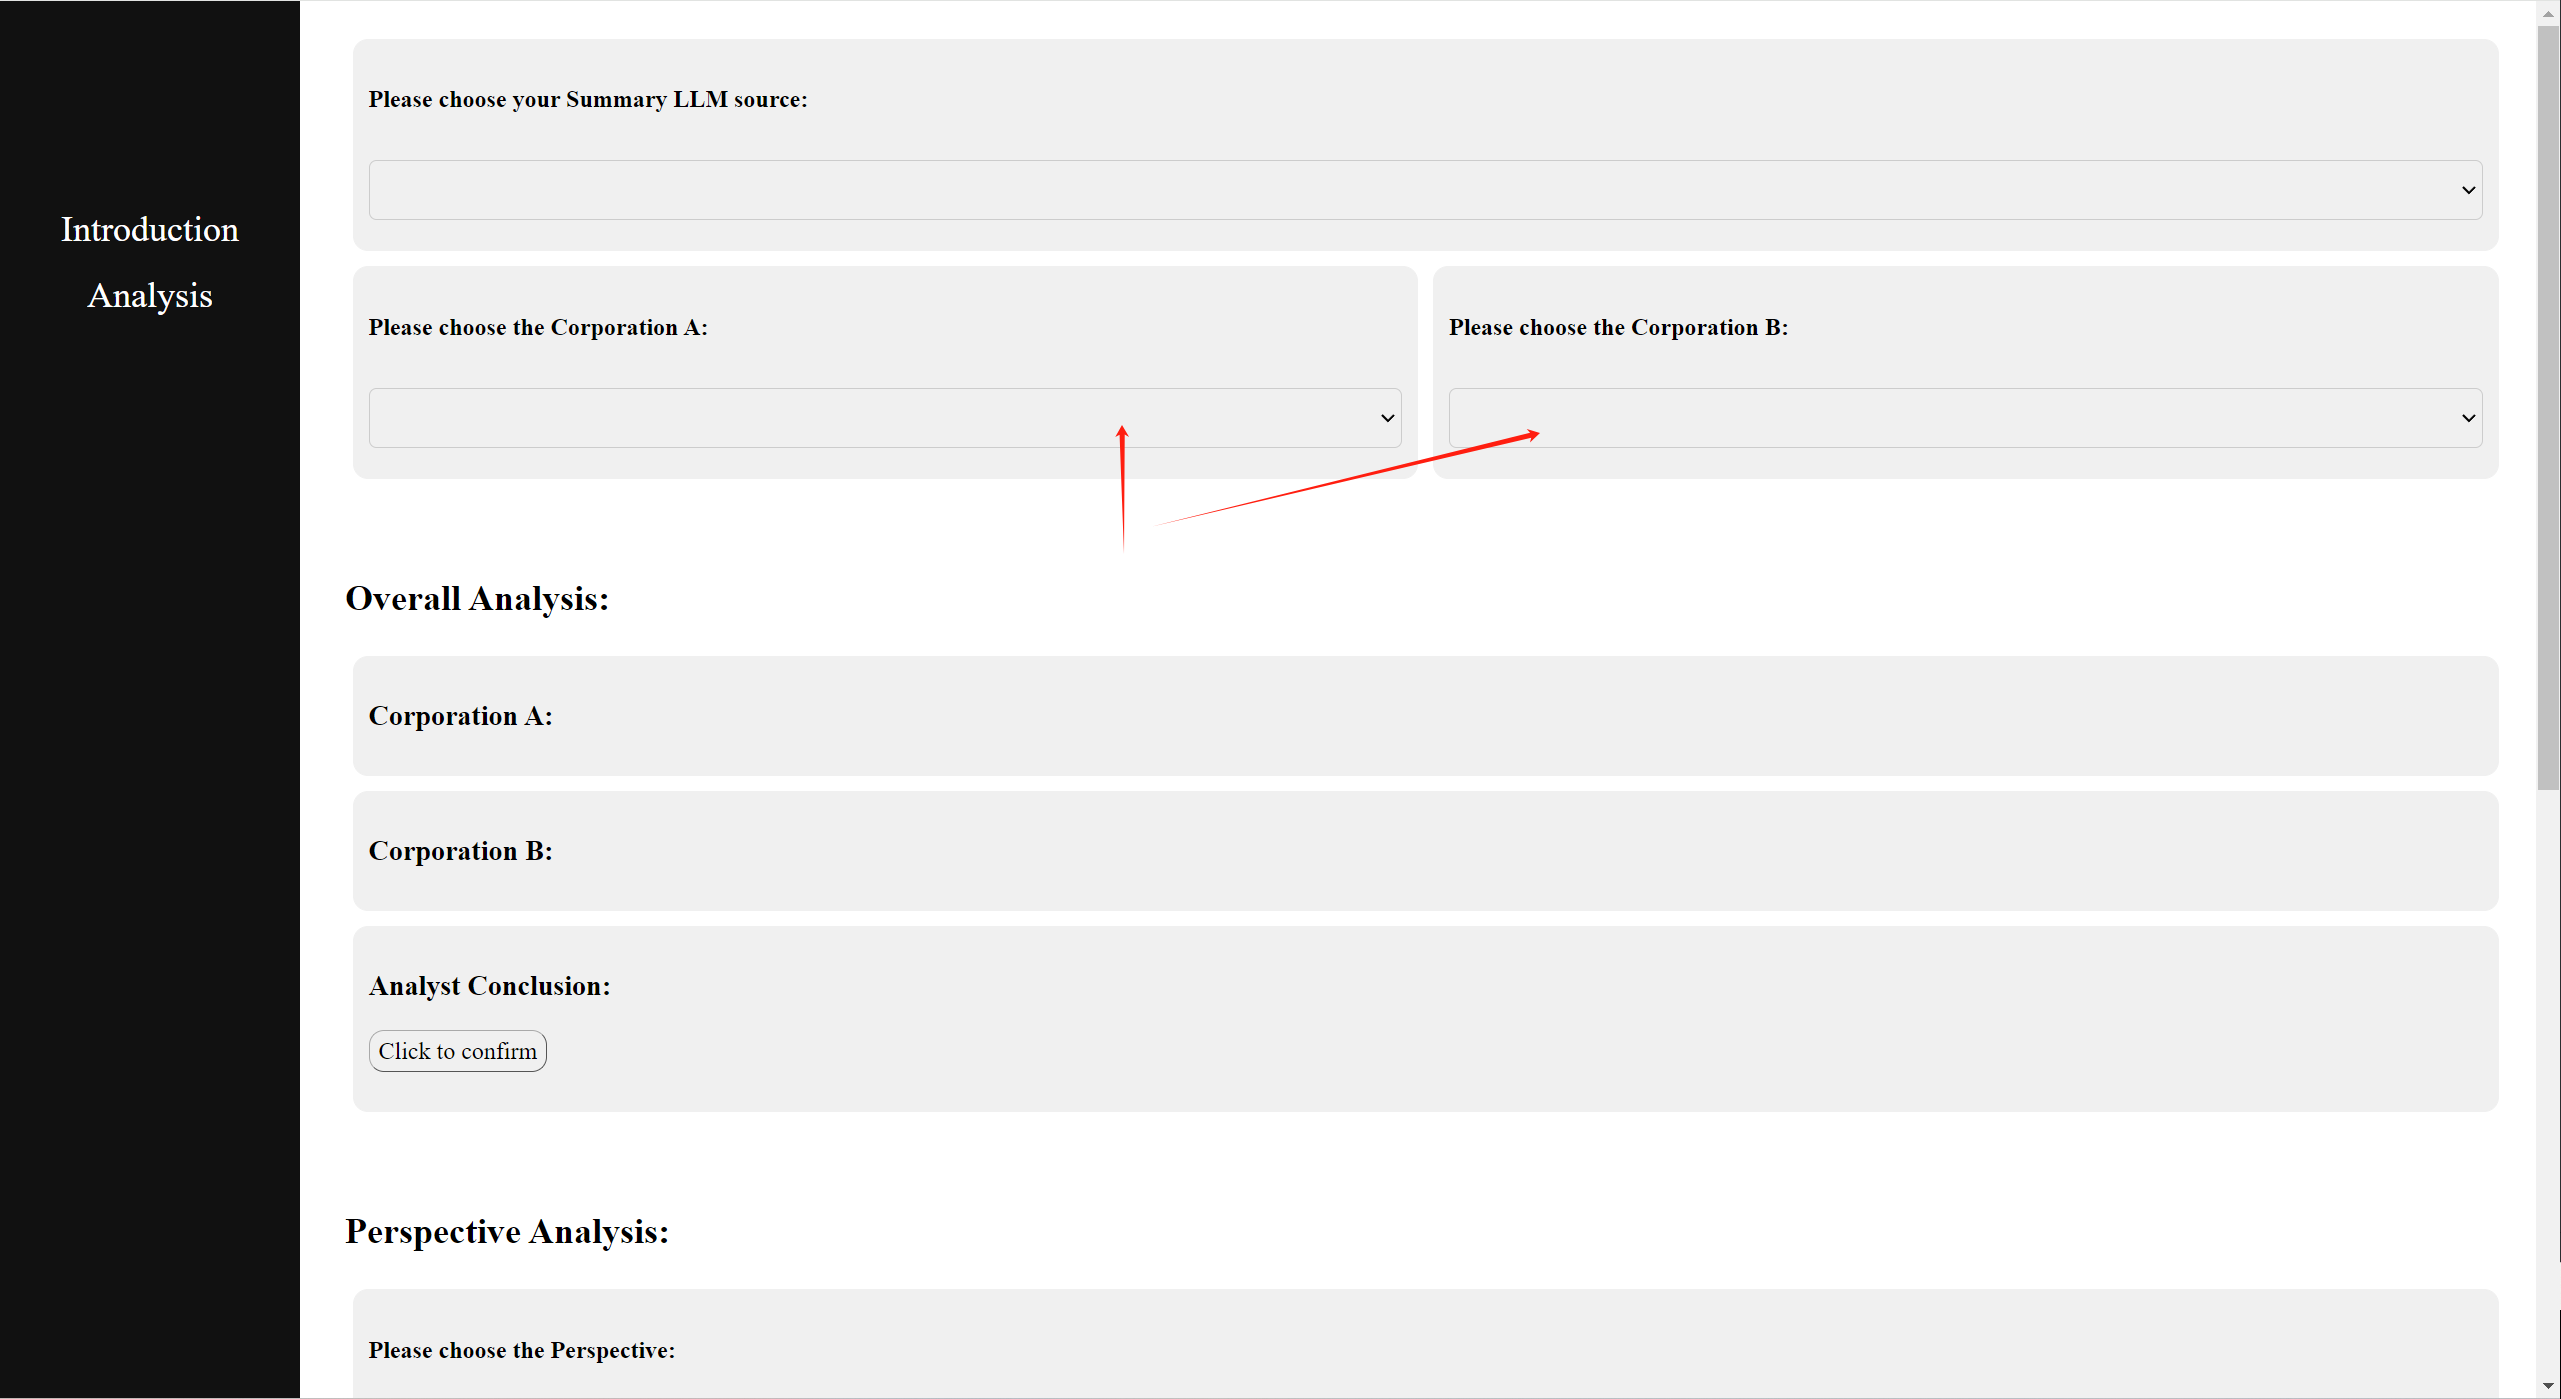 Introduction
Analysis
Please choose your Summary LLM source:
Please choose the Corporation A:
Please choose the Corporation B:
Overall Analysis:
Corporation A:
Corporation B:
Analyst Conclusion:
Click to confirm
Perspective Analysis:
Please choose the Perspective: